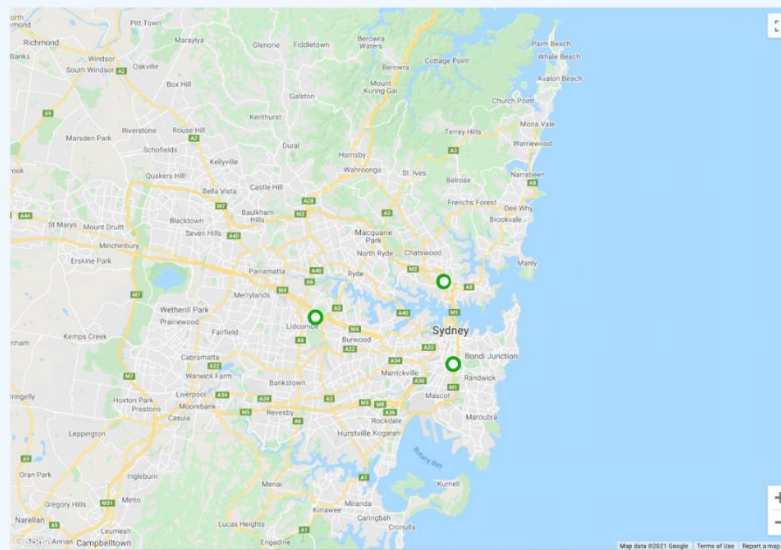 Pitt Town
Maraylya
Glenorie
Fiddletown
Berowra
Waters
Berowra
Cottage Point
Palm Beach
Whale Beach
Avalon Beach
Richmond
Windsor
South Windsor
Oakville
Box Hill
Mount
Kuring Gai
Galston
Church Point
Mona Vale
Warriewood
Kenthurst
Terry Hills
Marsden Park
Riverstone
Rouse Hill
Schofields
Dural
Hornsby
Wahroonga
St. Ives
Belrose
Narrabeen
Kellyville
Quakers Hill
Bella Vista
Castle Hill
Frenchs Forest
Dee Why
Brookvale
St Marys
Mount Druitt
Blacktown
Seven Hills
Baulkham
Hills
Macquarie
Park
North Ryde
Chatswood
Minchinbury
Erskine Park
Parramatta
Ryde
Manly
Merrylands
Wetherill Park
Prairiewood
Lidcombe
Sydney
Kemps Creek
Fairfield
Burwood
Bondi Junction
Cabramatta
Warwick Farm
Bankstown
Marrickville
Randwick
Mascot
Hoxton Park
Prestons
Liverpool
Moorebank
Revesby
Rockdale
Maroubra
Casula
Hurstville
Kogarah
Leppington
Botany Bay
Oran Park
Ingleburn
Menai
Kurnell
Gregory Hills
Minto
Miranda
Kirrawee
Caringbah
Cronulla
Narellan
Leumeah
Lucas Heights
Campbelltown
Engadine
Map data ©2021 Google
Terms of Use
Report a map